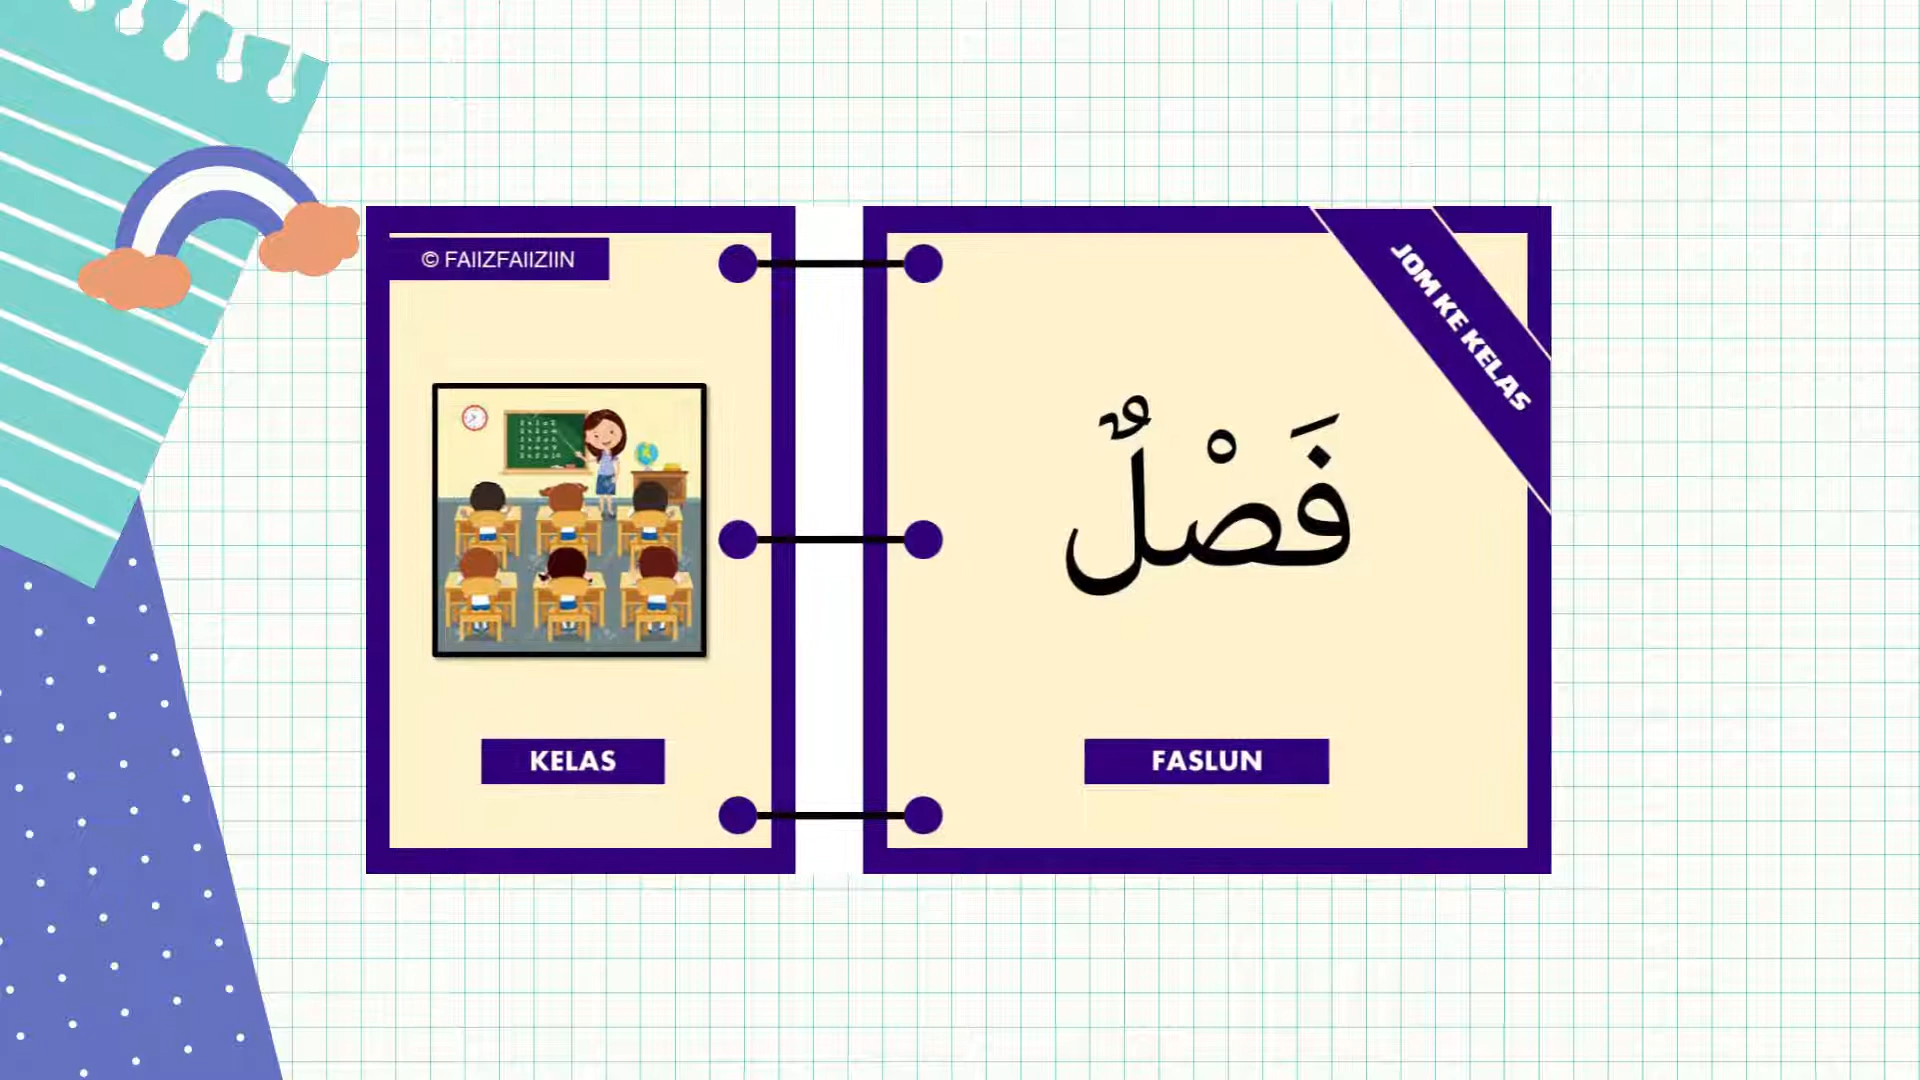 © FAIIZFAIIZIIN
KELAS
JOM KE KELAS
فَصْلٌ
FASLUN